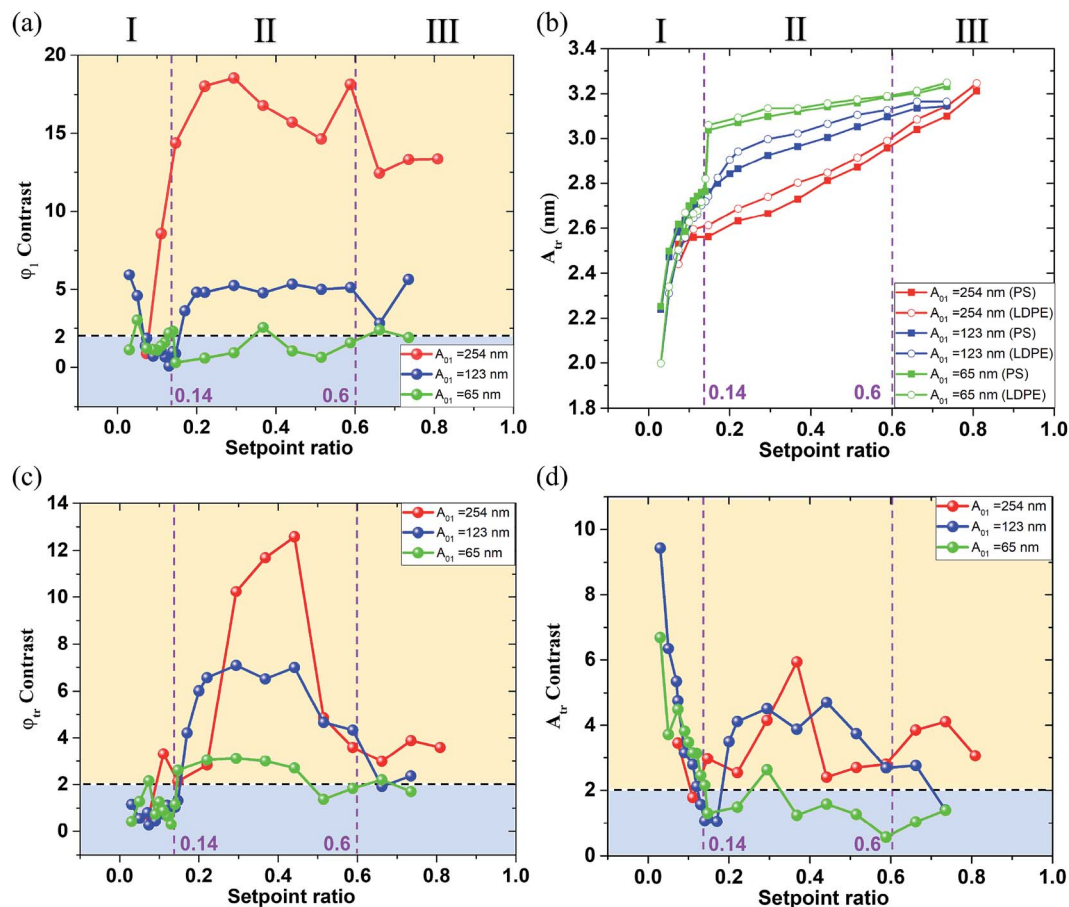 (a)
I II III
20
15
10
5
2
0
φ₁ Contrast
A₀₁ =254 nm
A₀₁ =123 nm
A₀₁ =65 nm
0.14 0.6
0.0 0.2 0.4 0.6 0.8 1.0
Setpoint ratio
(b)
I II III
3.4
3.2
3.0
2.8
2.6
2.4
2.2
2.0
1.8
A_tr (nm)
A₀₁ =254 nm (PS)
A₀₁ =254 nm (LDPE)
A₀₁ =123 nm (PS)
A₀₁ =123 nm (LDPE)
A₀₁ =65 nm (PS)
A₀₁ =65 nm (LDPE)
0.14 0.6
0.0 0.2 0.4 0.6 0.8 1.0
Setpoint ratio
(c)
14
12
10
8
6
4
2
0
φ_tr Contrast
A₀₁ =254 nm
A₀₁ =123 nm
A₀₁ =65 nm
0.14 0.6
0.0 0.2 0.4 0.6 0.8 1.0
Setpoint ratio
(d)
10
8
6
4
2
0
A_tr Contrast
A₀₁ =254 nm
A₀₁ =123 nm
A₀₁ =65 nm
0.14 0.6
0.0 0.2 0.4 0.6 0.8 1.0
Setpoint ratio